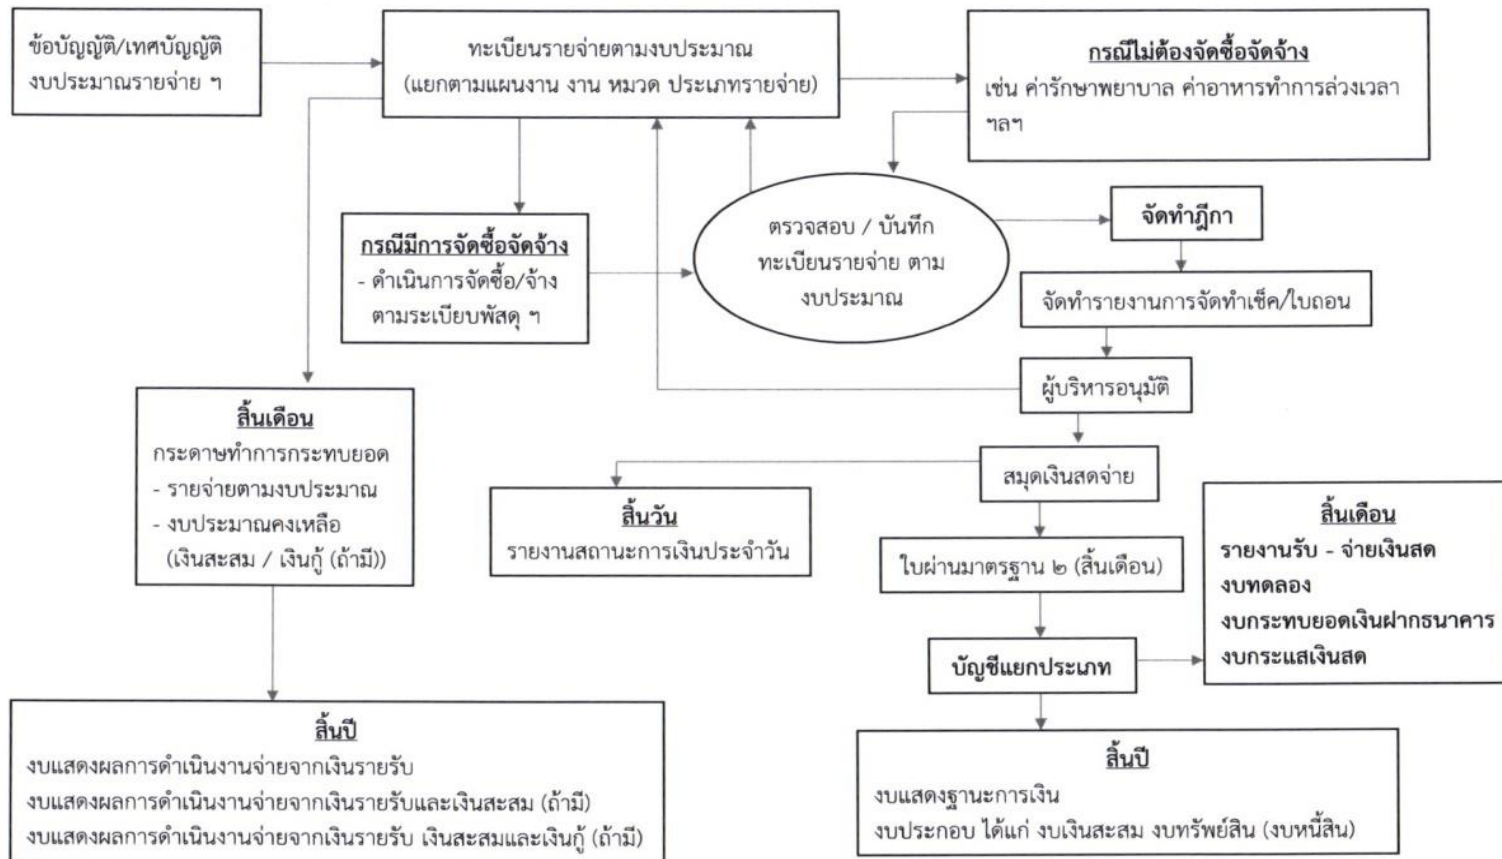 ข้อบัญญัติ/เทศบัญญัติ
งบประมาณรายจ่าย ฯ
ทะเบียนรายจ่ายตามงบประมาณ
(แยกตามแผนงาน งาน หมวด ประเภทรายจ่าย)
กรณีไม่ต้องจัดซื้อจัดจ้าง
เช่น ค่ารักษาพยาบาล ค่าอาหารทำการล่วงเวลา
ฯลฯ
กรณีมีการจัดซื้อจัดจ้าง
- ดำเนินการจัดซื้อ/จ้าง
ตามระเบียบพัสดุ ฯ
ตรวจสอบ / บันทึก
ทะเบียนรายจ่าย ตาม
งบประมาณ
จัดทำฎีกา
จัดทำรายงานการจัดทำเช็ค/ใบถอน
ผู้บริหารอนุมัติ
สิ้นเดือน
กระดาษทำการกระทบยอด
- รายจ่ายตามงบประมาณ
- งบประมาณคงเหลือ
(เงินสะสม / เงินกู้ (ถ้ามี))
สมุดเงินสดจ่าย
สิ้นวัน
รายงานสถานะการเงินประจำวัน
ใบผ่านมาตรฐาน ๒ (สิ้นเดือน)
บัญชีแยกประเภท
สิ้นเดือน
รายงานรับ - จ่ายเงินสด
งบทดลอง
งบกระทบยอดเงินฝากธนาคาร
งบกระแสเงินสด
สิ้นปี
งบแสดงผลการดำเนินงานจ่ายจากเงินรายรับ
งบแสดงผลการดำเนินงานจ่ายจากเงินรายรับและเงินสะสม (ถ้ามี)
งบแสดงผลการดำเนินงานจ่ายจากเงินรายรับ เงินสะสมและเงินกู้ (ถ้ามี)
สิ้นปี
งบแสดงฐานะการเงิน
งบประกอบ ได้แก่ งบเงินสะสม งบทรัพย์สิน (งบหนี้สิน)